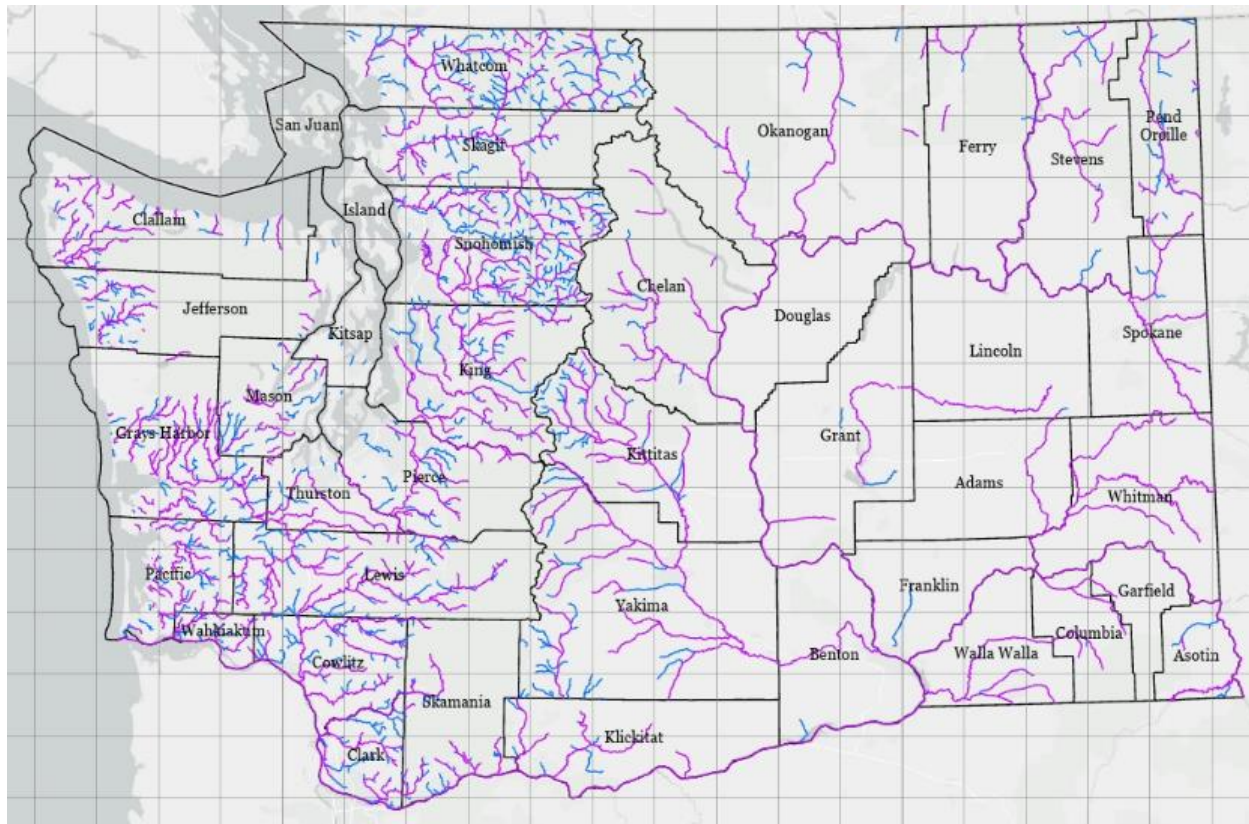 Whatcom
San Juan
Skagit
Okanogan
Ferry
Stevens
Pend
Oreille
Clallam
Island
Snohomish
Chelan
Jefferson
Kitsap
Douglas
Lincoln
Spokane
King
Mason
Grays Harbor
Grant
Kittitas
Pierce
Thurston
Adams
Whitman
Pacific
Lewis
Yakima
Franklin
Garfield
Wahkiakum
Cowlitz
Columbia
Walla Walla
Benton
Asotin
Skamania
Klickitat
Clark